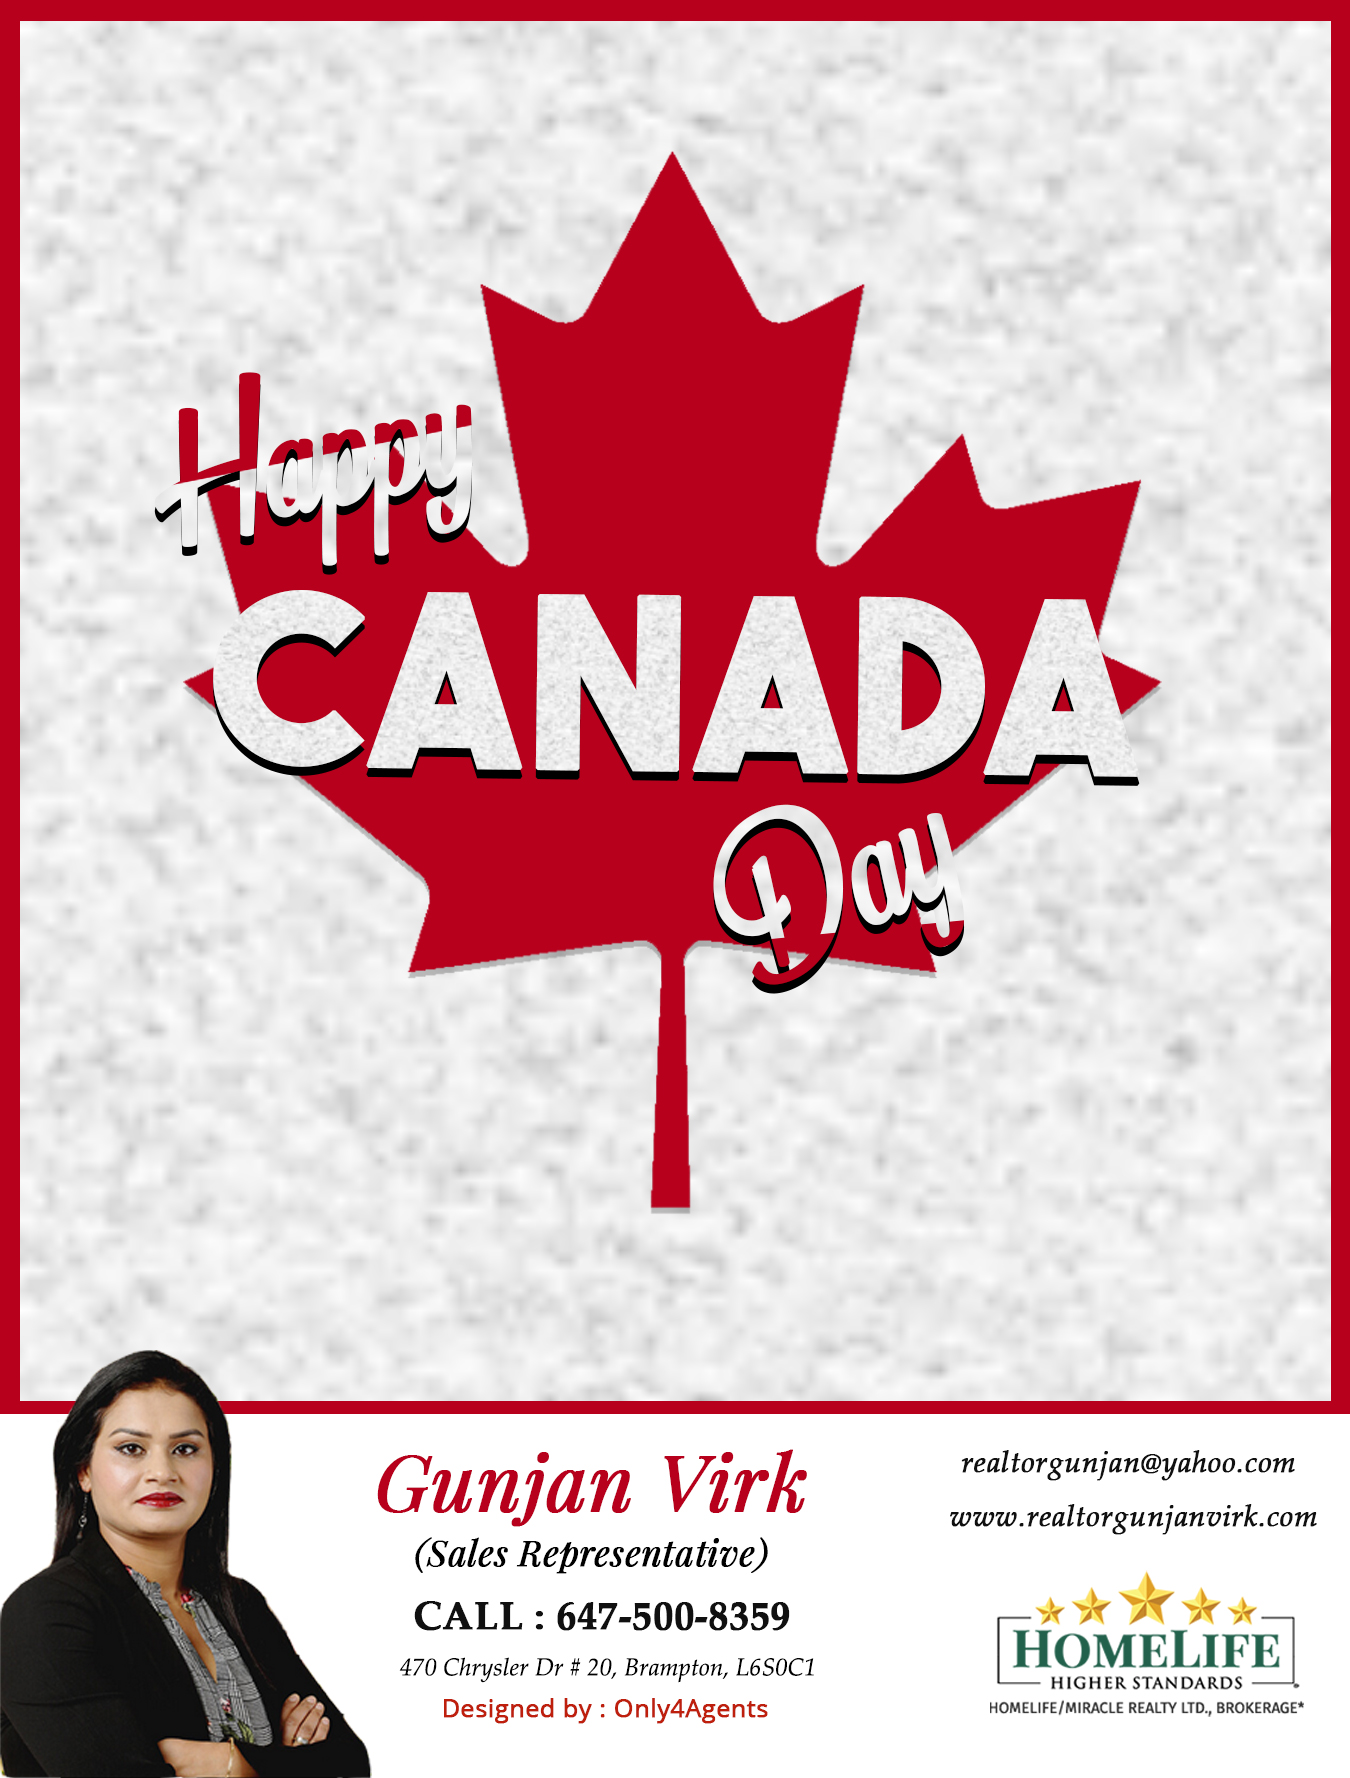 Happy
CANADA
Day
Gunjan Virk
(Sales Representative)
CALL : 647-500-8359
470 Chrysler Dr # 20, Brampton, L6S0C1
Designed by : Only4Agents
realtorgunjan@yahoo.com
www.realtorgunjanvirk.com
HOMELIFE
HIGHER STANDARDS
HOMELIFE/MIRACLE REALTY LTD., BROKERAGE*